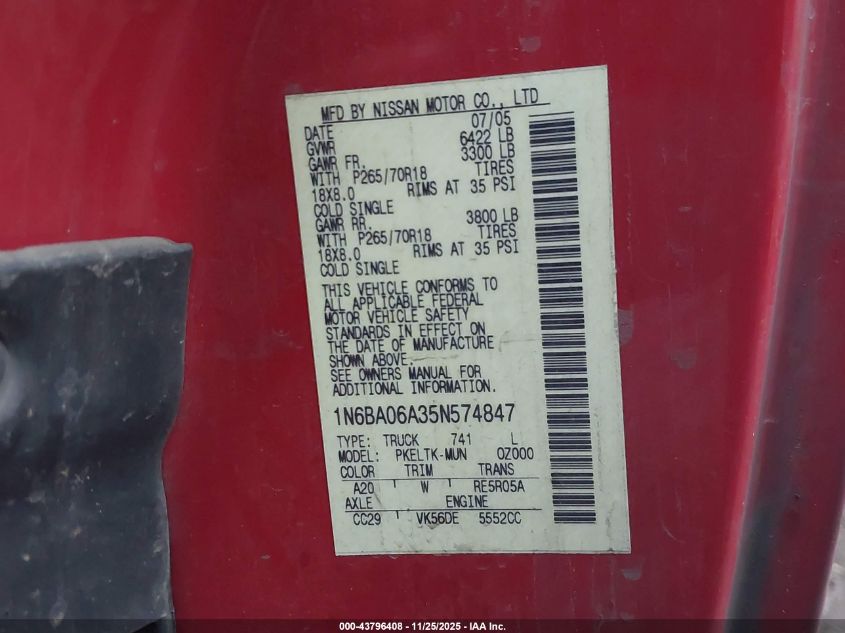 MFD BY NISSAN MOTOR CO., LTD
DATE 07/05
GVWR 6422 LB
GAWR FR. 3300 LB
WITH P265/70R18 TIRES
18X8.0 RIMS AT 35 PSI
COLD SINGLE
GAWR RR. 3800 LB
WITH P265/70R18 TIRES
18X8.0 RIMS AT 35 PSI
COLD SINGLE
THIS VEHICLE CONFORMS TO
ALL APPLICABLE FEDERAL
MOTOR VEHICLE SAFETY
STANDARDS IN EFFECT ON
THE DATE OF MANUFACTURE
SHOWN ABOVE.
SEE OWNERS MANUAL FOR
ADDITIONAL INFORMATION.
1N6BA06A35N574847
TYPE: TRUCK 741 L
MODEL: PKELTK-MUN 0Z000
COLOR TRIM TRANS
A20 W RE5R05A
AXLE ENGINE
CC29 VK56DE 5552CC
000-43796408 - 11/25/2025 - IAA Inc.